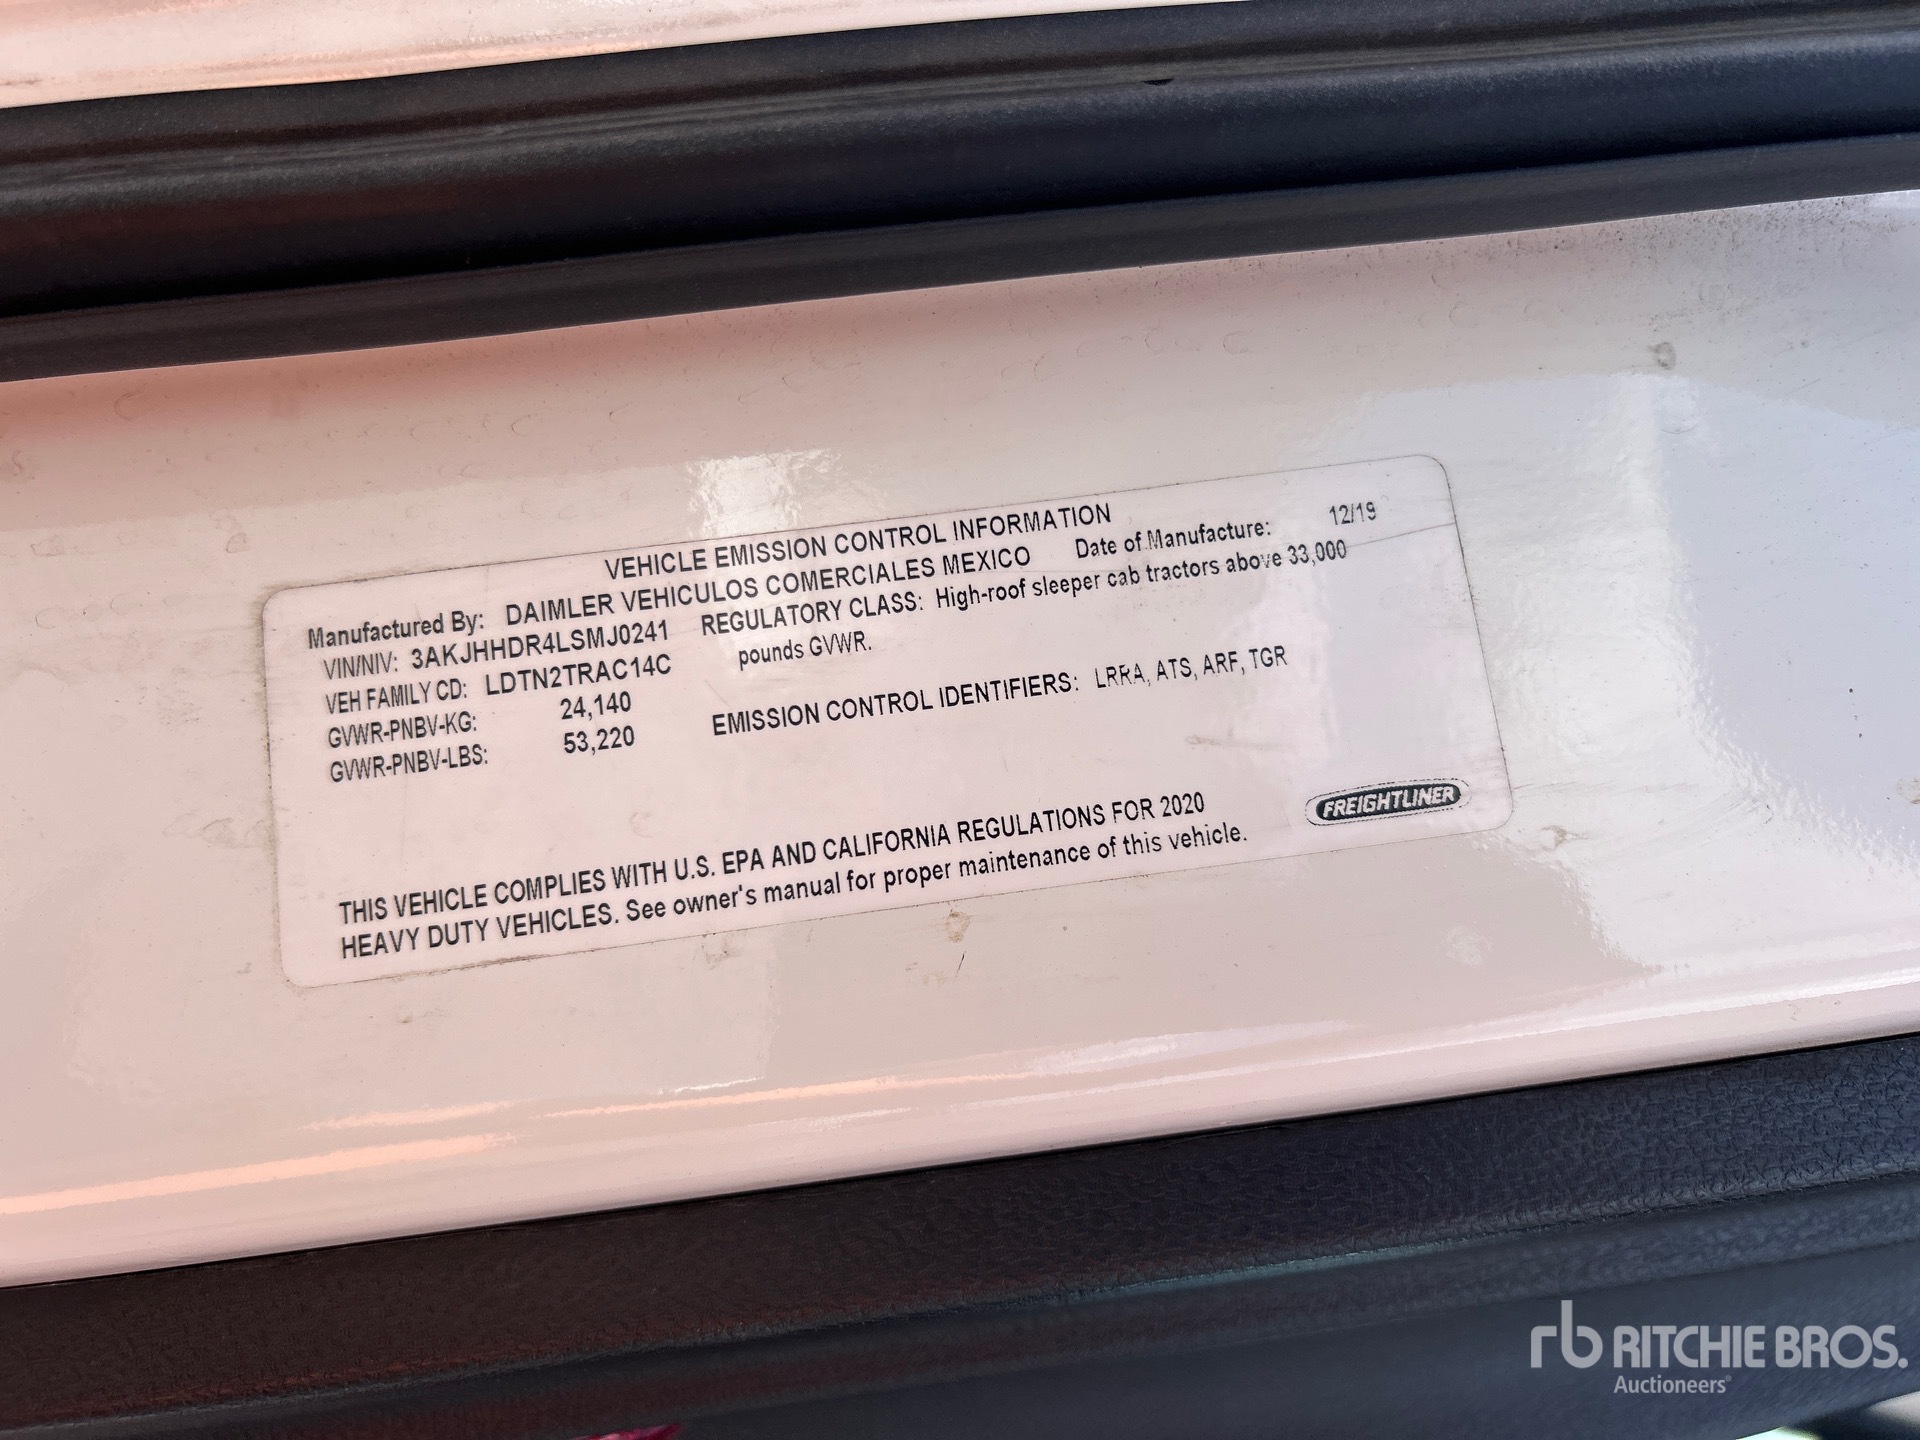 VEHICLE EMISSION CONTROL INFORMATION
Manufactured By: DAIMLER VEHICULOS COMERCIALES MEXICO Date of Manufacture: 12/19
VIN/NIV: 3AKJHHDR4LSMJ0241 REGULATORY CLASS: High-roof sleeper cab tractors above 33,000
VEH FAMILY CD: LDTN2TRAC14C pounds GVWR.
GVWR-PNBV-KG: 24,140
GVWR-PNBV-LBS: 53,220 EMISSION CONTROL IDENTIFIERS: LRRA, ATS, ARF, TGR
THIS VEHICLE COMPLIES WITH U.S. EPA AND CALIFORNIA REGULATIONS FOR 2020
HEAVY DUTY VEHICLES. See owner's manual for proper maintenance of this vehicle.
FREIGHTLINER
rb RITCHIE BROS.
Auctioneers